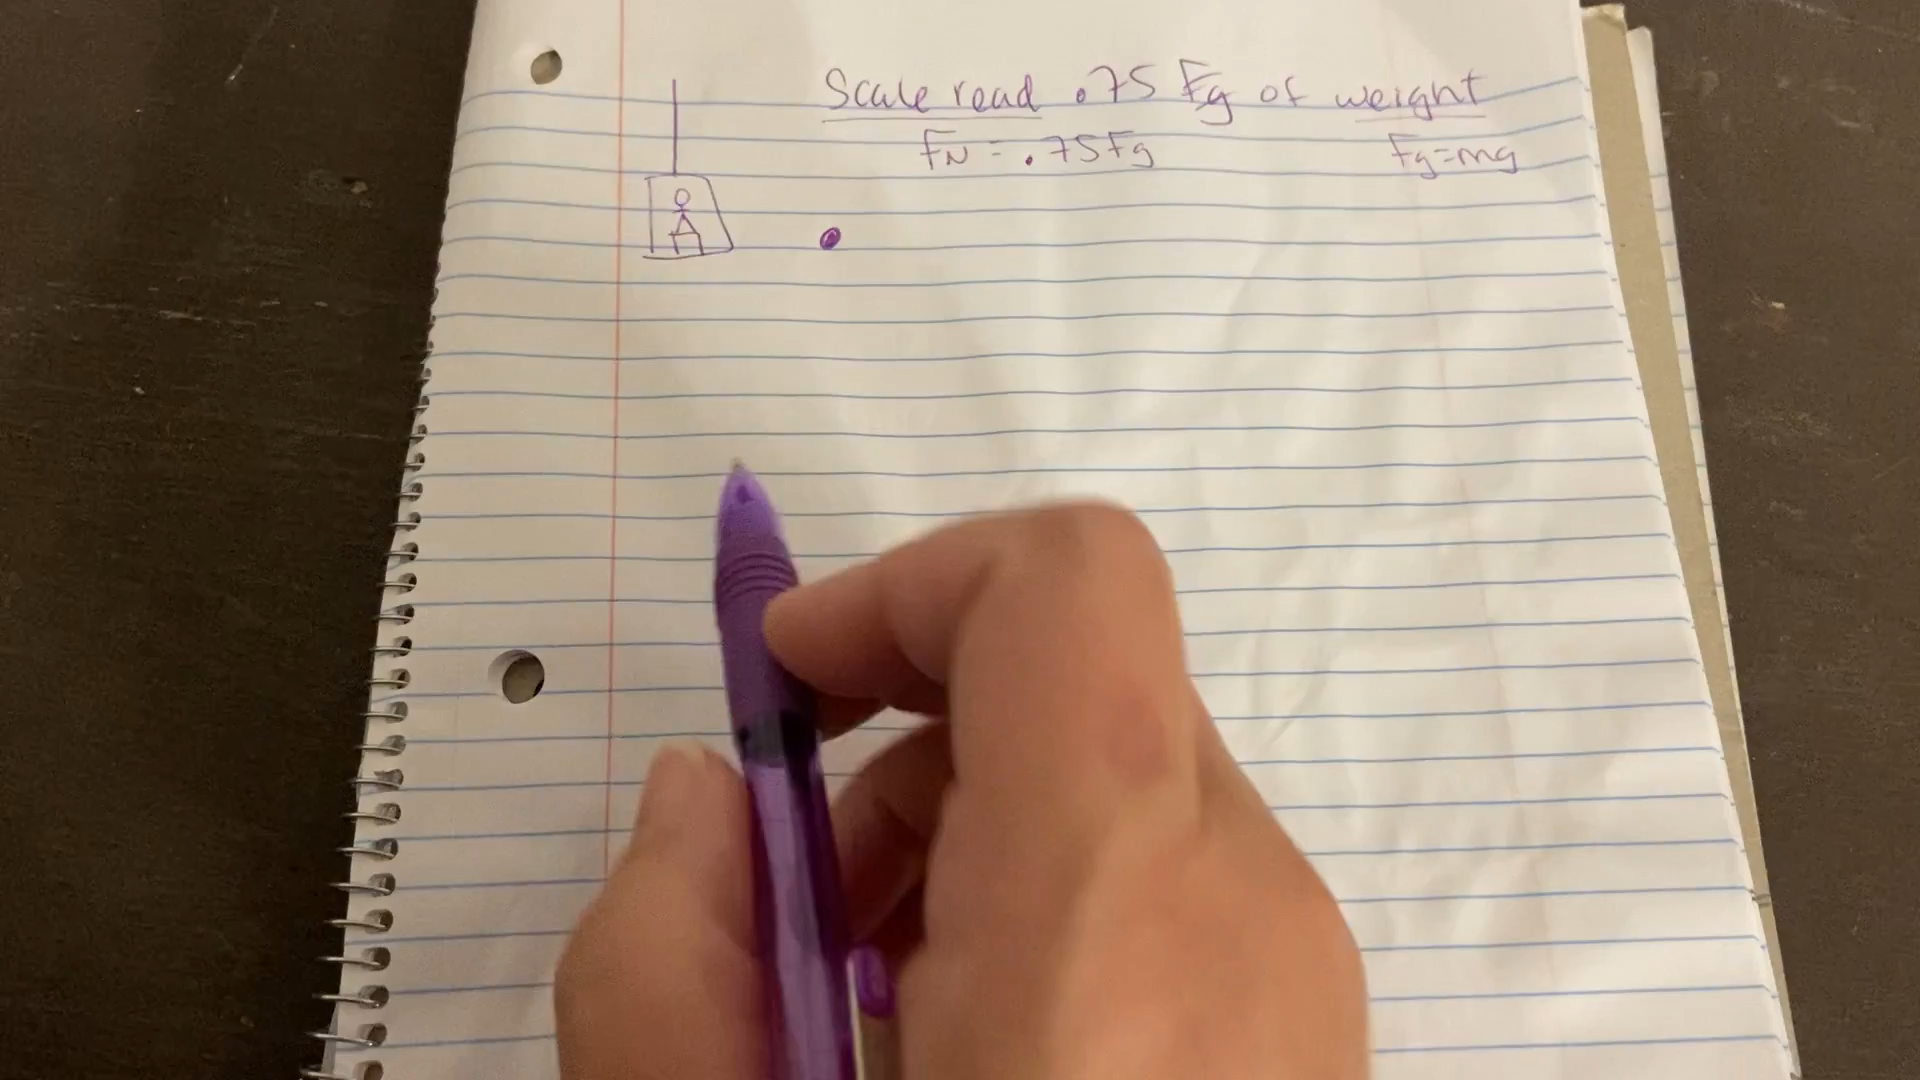 Scale read .75 Fg of weight
FN = .75Fg Fg=mg